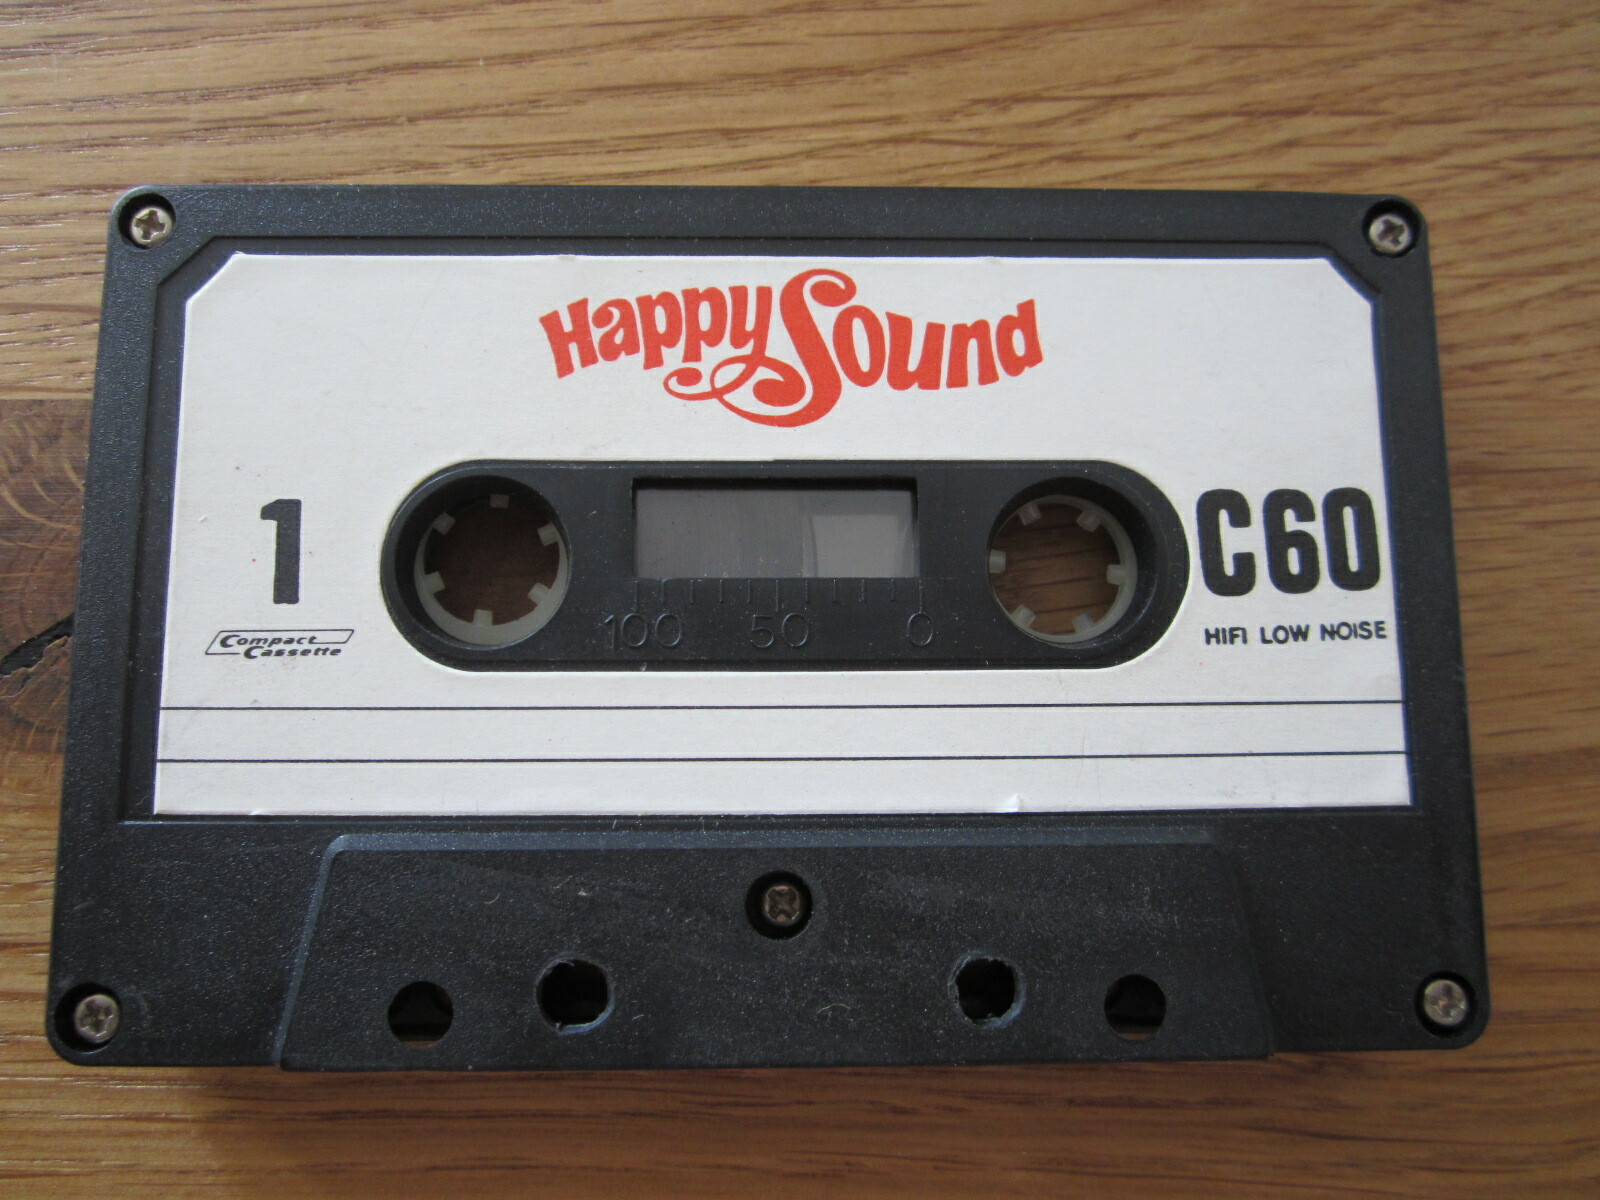 Happy Sound
1
C60
Compact
Cassette
HIFI LOW NOISE
100 50 0